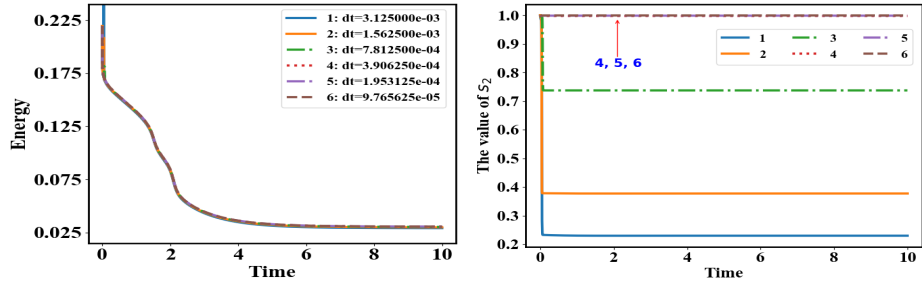 0.225
0.175
0.125
0.075
0.025
Energy
0
2
4
6
8
10
Time
1: dt=3.125000e-03
2: dt=1.562500e-03
3: dt=7.812500e-04
4: dt=3.906250e-04
5: dt=1.953125e-04
6: dt=9.765625e-05
1.0
0.9
0.8
0.7
0.6
0.5
0.4
0.3
0.2
The value of S₂
0
2
4
6
8
10
Time
1
2
3
4
5
6
4, 5, 6